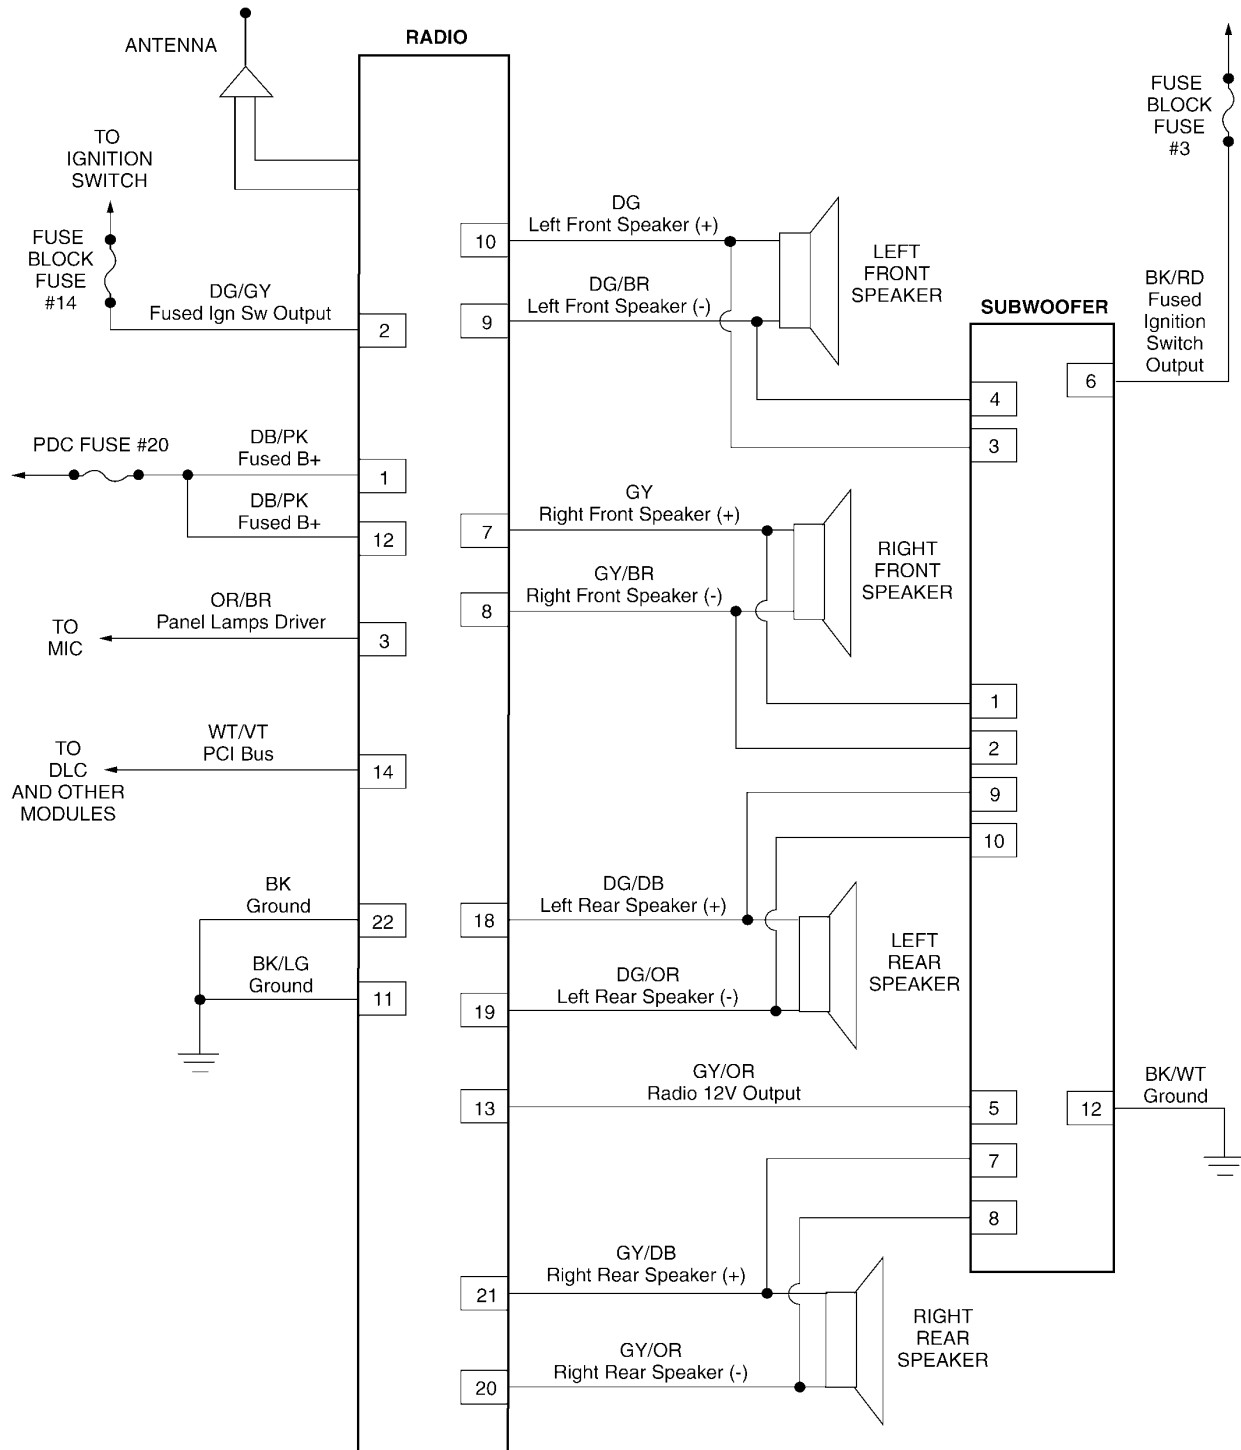 RADIO
ANTENNA
TO
IGNITION
SWITCH
FUSE
BLOCK
FUSE
#14
DG/GY
Fused Ign Sw Output
2
PDC FUSE #20
DB/PK
Fused B+
1
DB/PK
Fused B+
12
OR/BR
Panel Lamps Driver
3
TO
MIC
WT/VT
PCI Bus
14
TO
DLC
AND OTHER
MODULES
BK
Ground
22
BK/LG
Ground
11
10
DG
Left Front Speaker (+)
9
DG/BR
Left Front Speaker (-)
LEFT
FRONT
SPEAKER
7
GY
Right Front Speaker (+)
8
GY/BR
Right Front Speaker (-)
RIGHT
FRONT
SPEAKER
18
DG/DB
Left Rear Speaker (+)
19
DG/OR
Left Rear Speaker (-)
LEFT
REAR
SPEAKER
13
GY/OR
Radio 12V Output
21
GY/DB
Right Rear Speaker (+)
20
GY/OR
Right Rear Speaker (-)
RIGHT
REAR
SPEAKER
SUBWOOFER
4
3
1
2
9
10
5
7
8
6
12
FUSE
BLOCK
FUSE
#3
BK/RD
Fused
Ignition
Switch
Output
BK/WT
Ground